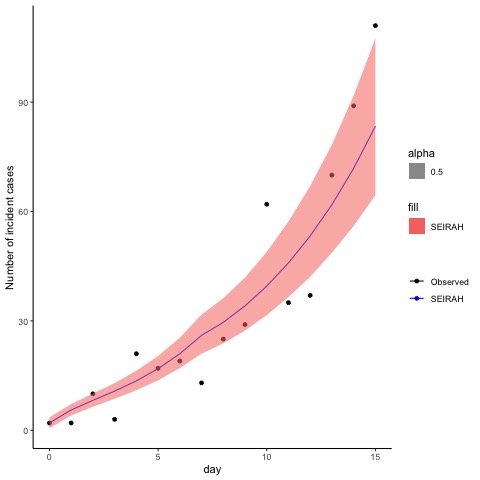 Number of incident cases
90
60
30
0
0
5
10
15
day
alpha
0.5
fill
SEIRAH
Observed
SEIRAH